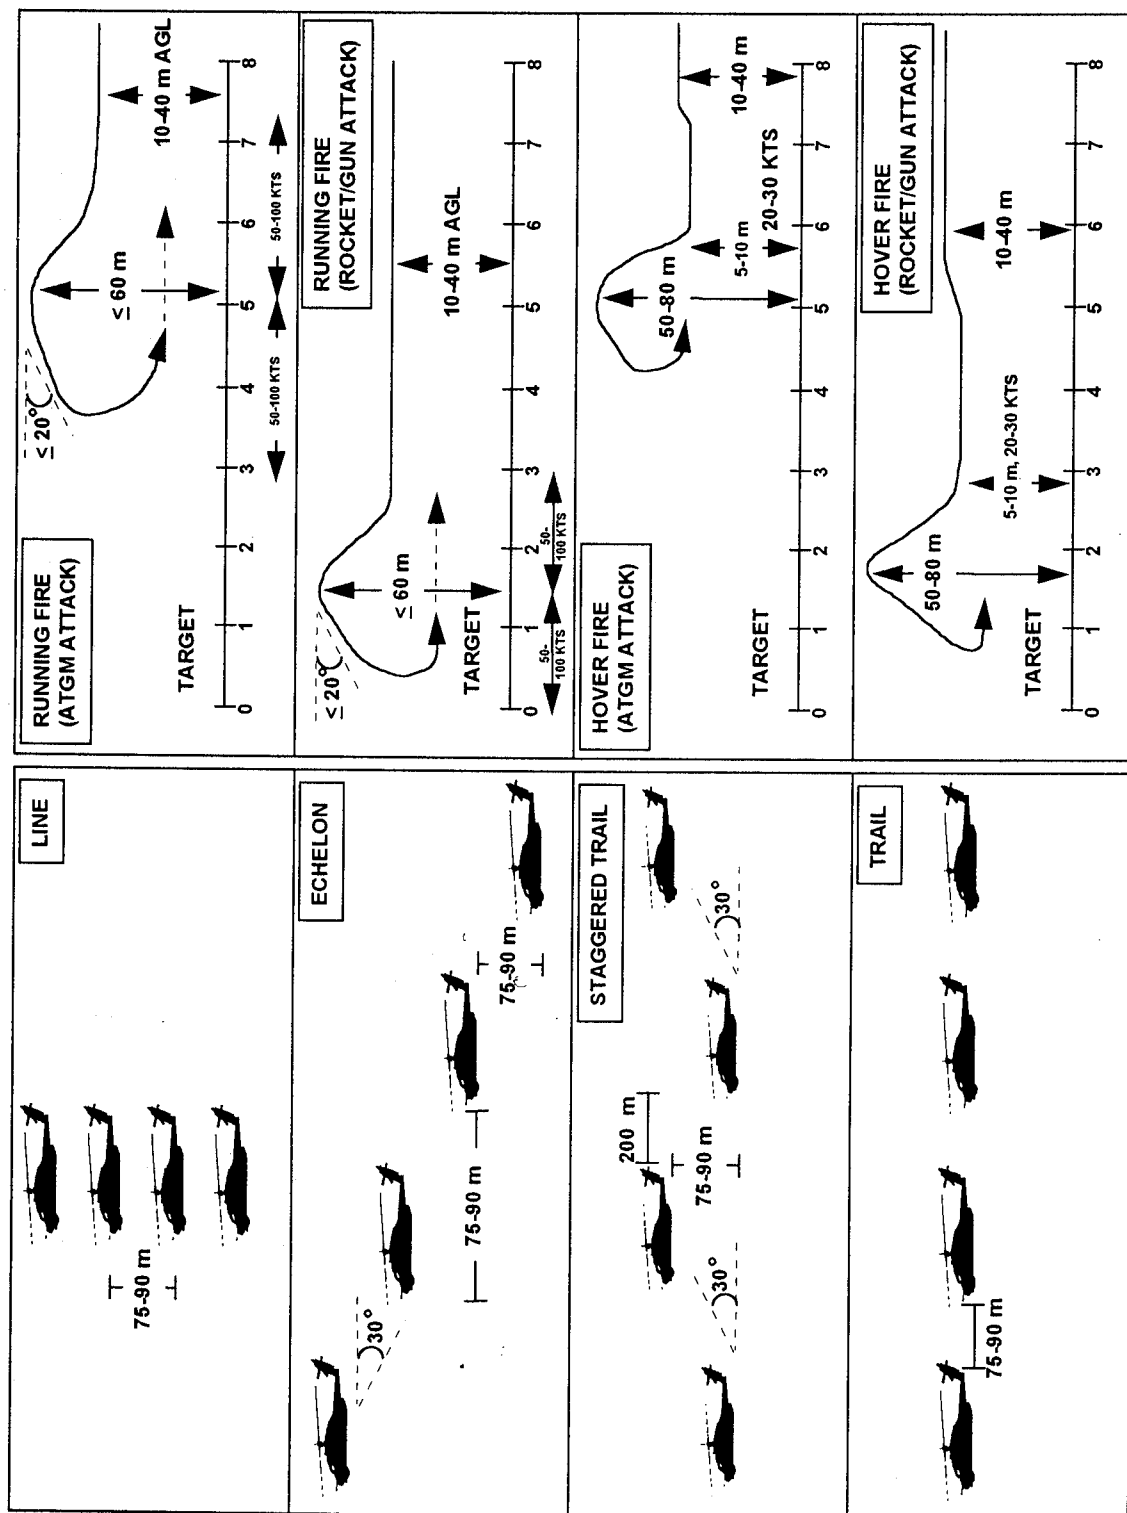 LINE
75-90 m
ECHELON
30°
75-90 m
75-90 m
STAGGERED TRAIL
30°
200 m
75-90 m
30°
TRAIL
75-90 m
RUNNING FIRE
(ATGM ATTACK)
≤ 20°
≤ 60 m
10-40 m AGL
TARGET
0 3 4 5 6 7 8
50-100 KTS 50-100 KTS
RUNNING FIRE
(ROCKET/GUN ATTACK)
≤ 20°
≤ 60 m
10-40 m AGL
TARGET
0 1 2 3 4 5 6 7 8
50-
100 KTS
50-
100 KTS
HOVER FIRE
(ATGM ATTACK)
50-80 m
5-10 m
20-30 KTS
10-40 m
TARGET
0 1 2 3 4 5 6 7 8
HOVER FIRE
(ROCKET/GUN ATTACK)
50-80 m
5-10 m, 20-30 KTS
10-40 m
TARGET
0 1 2 3 4 5 6 7 8